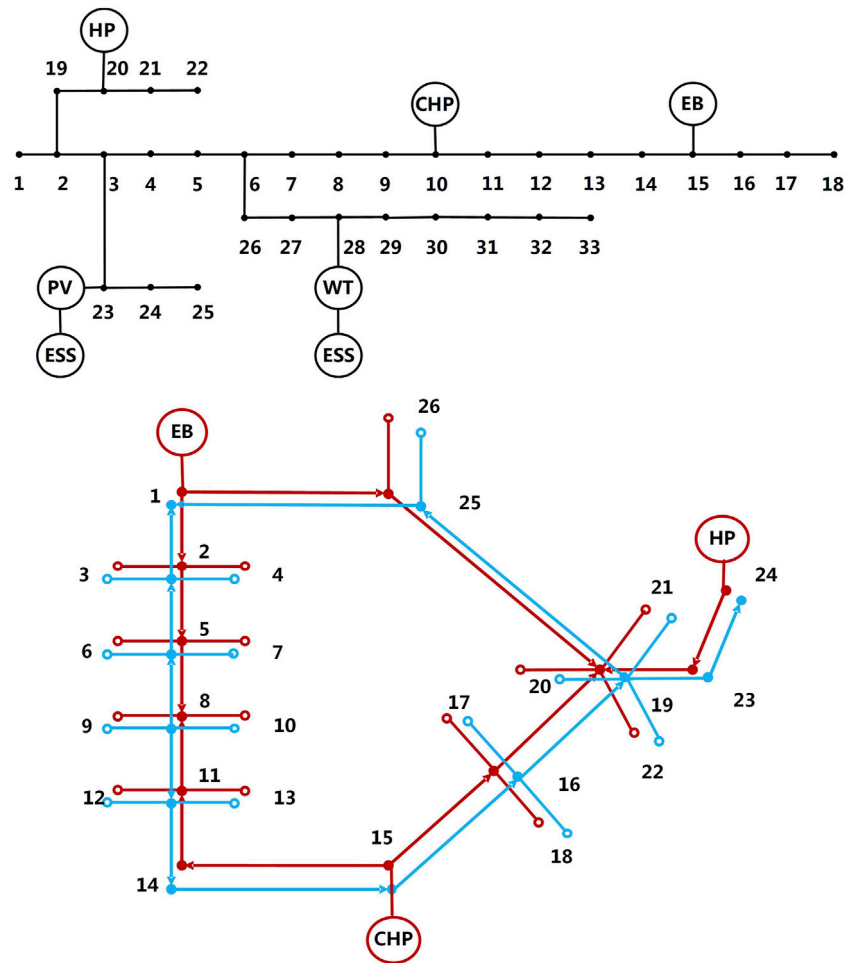 HP
19 20 21 22
CHP EB
1 2 3 4 5 6 7 8 9 10 11 12 13 14 15 16 17 18
26 27 28 29 30 31 32 33
PV 23 24 25 WT
ESS ESS
26
EB
1 25
HP
2 24
3 4 21
5
6 7
20 23
8 17 19
9 10
22
11 16
12 13
15 18
14
CHP